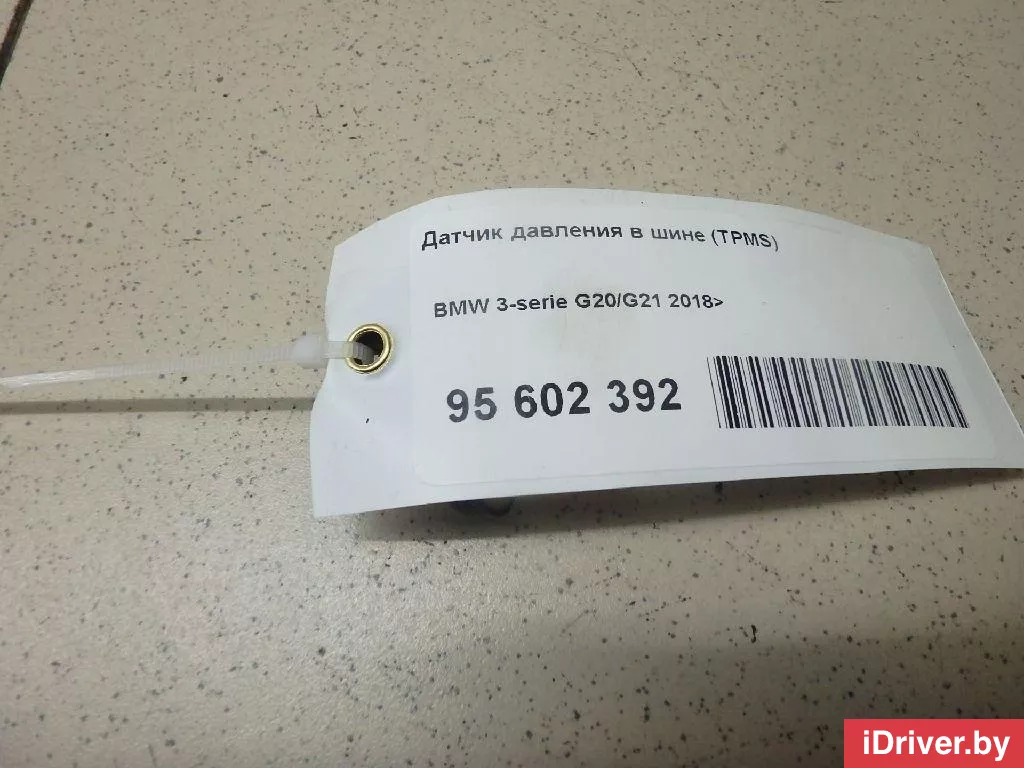 Датчик давления в шине (TPMS)
BMW 3-serie G20/G21 2018>
95 602 392
iDriver.by